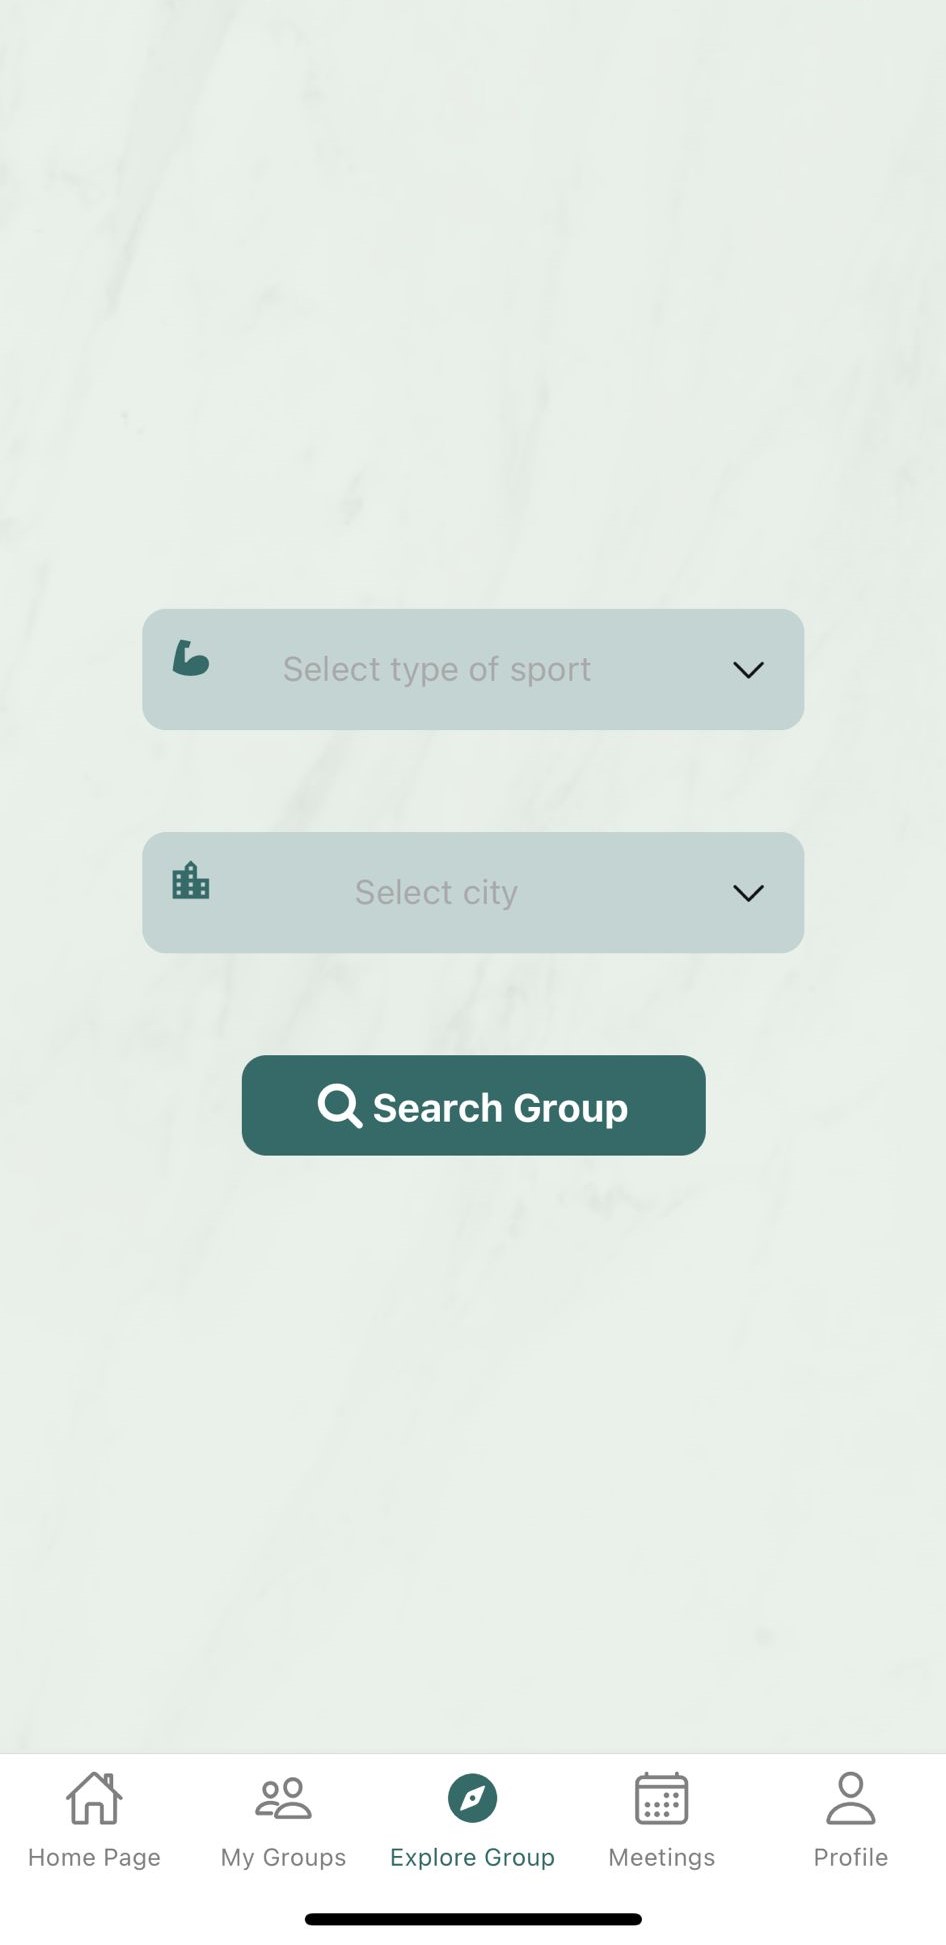 Select type of sport
Select city
Search Group
Home Page
My Groups
Explore Group
Meetings
Profile